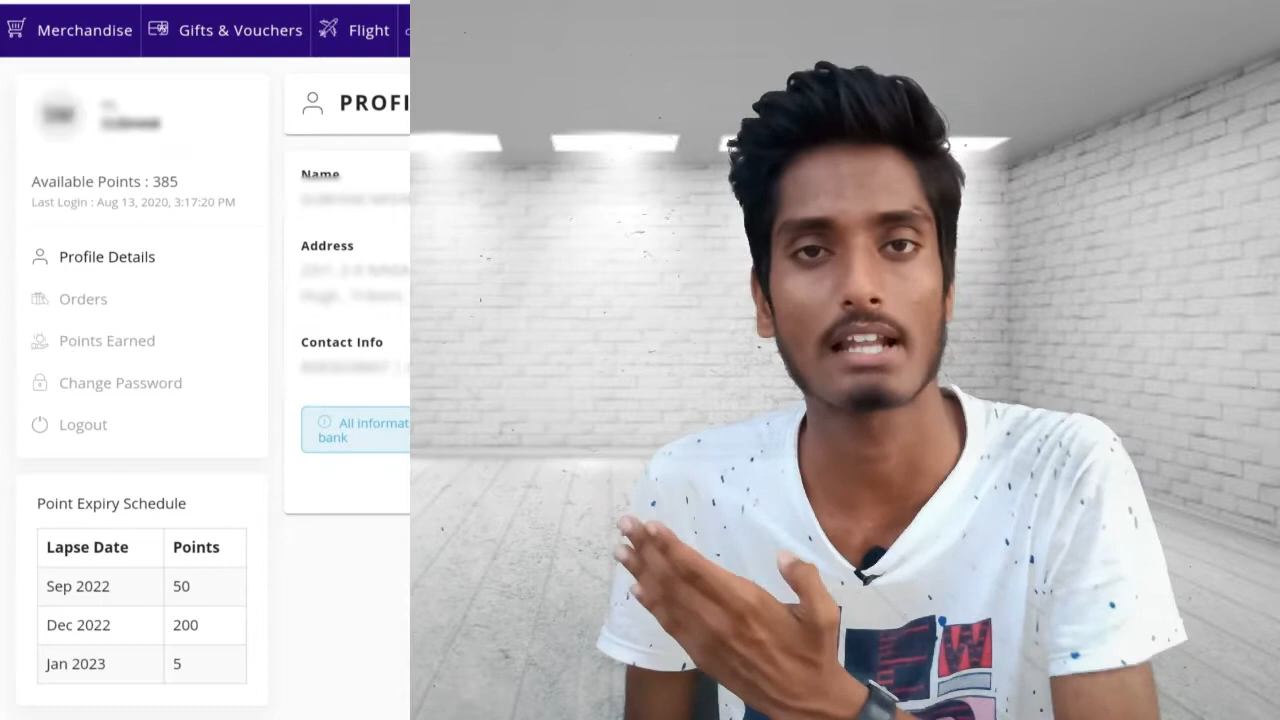 Merchandise
Gifts & Vouchers
Flight
Available Points : 385
Last Login : Aug 13, 2020, 3:17:20 PM
Profile Details
Orders
Points Earned
Change Password
Logout
Point Expiry Schedule
Lapse Date Points
Sep 2022 50
Dec 2022 200
Jan 2023 5
PROFI
Name
Address
Contact Info
All informat
bank
W